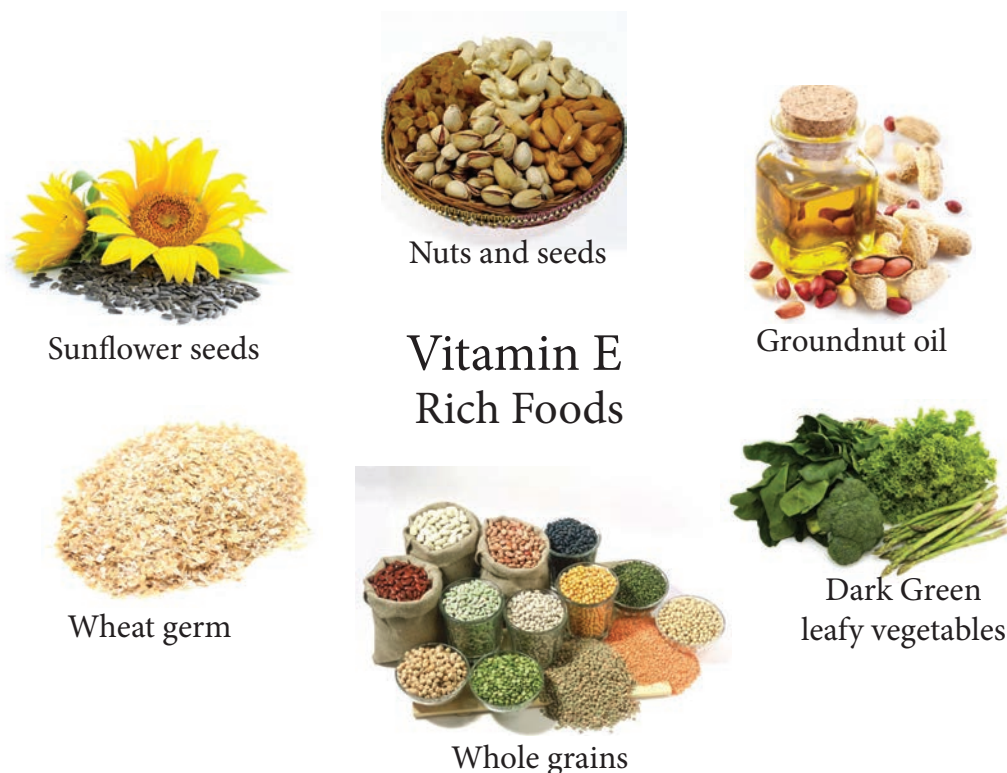 Nuts and seeds
Sunflower seeds
Groundnut oil
Vitamin E
Rich Foods
Wheat germ
Dark Green
leafy vegetables
Whole grains